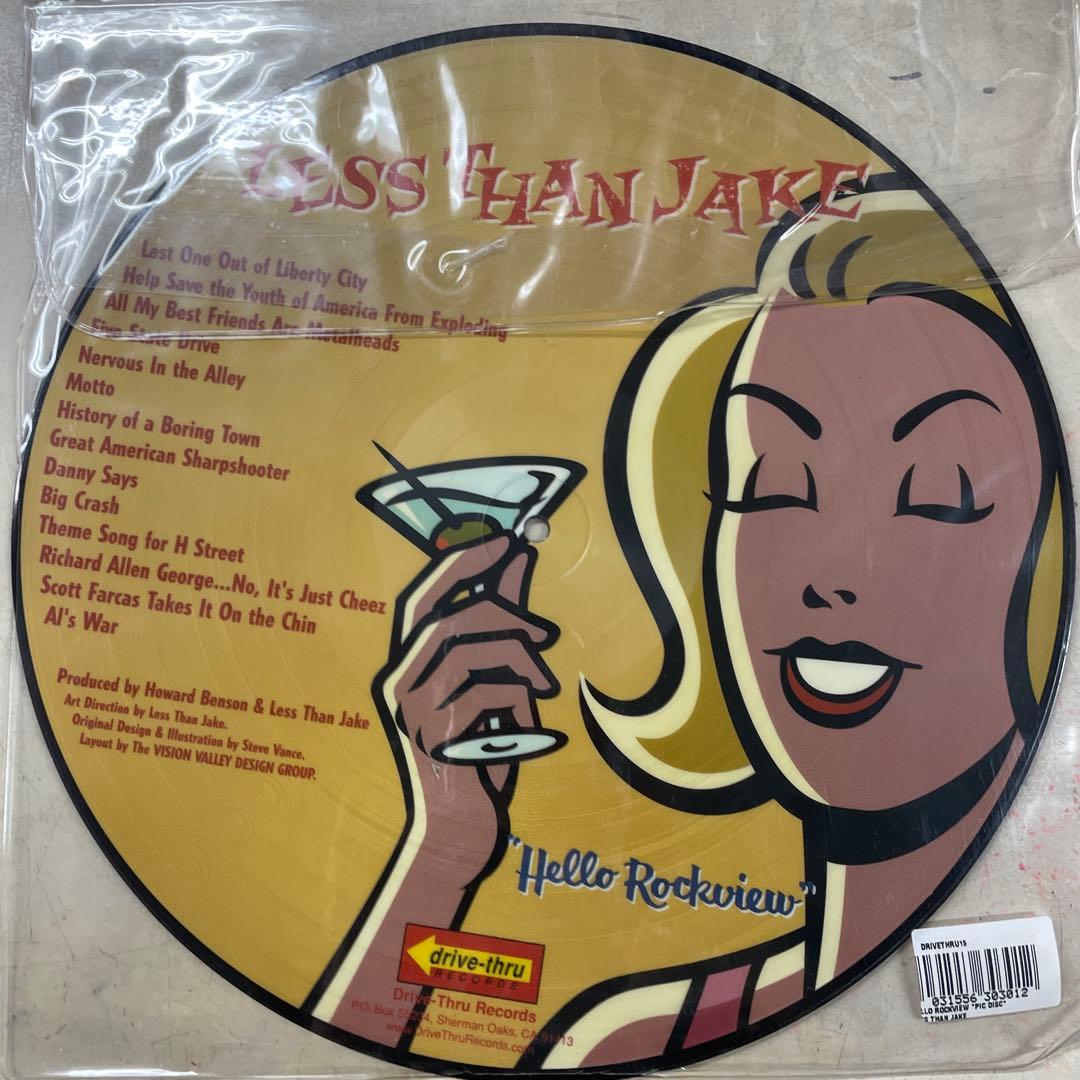 LESS THAN JAKE
Last One Out of Liberty City
Help Save the Youth of America From Exploding
All My Best Friends Are Metalheads
Five State Drive
Nervous In the Alley
Motto
History of a Boring Town
Great American Sharpshooter
Danny Says
Big Crash
Theme Song for H Street
Richard Allen George...No, It's Just Cheez
Scott Farcas Takes It On the Chin
Al's War
Produced by Howard Benson & Less Than Jake
Art Direction by Less Than Jake.
Original Design & Illustration by Steve Vance.
Layout by The VISION VALLEY DESIGN GROUP.
"Hello Rockview"
drive-thru
RECORDS
Drive-Thru Records
P.O. Box Sherman Oaks, CA 91413
www.DriveThruRecords.com
DRIVETHRU15
031556 303012
LLO ROCKVIEW "PIC DISC"
S THAN JAKE